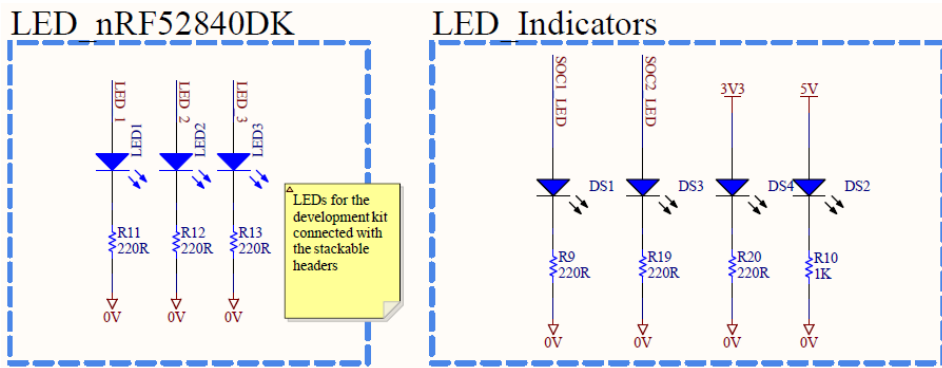 LED_nRF52840DK
LED_1
LED1
LED_2
LED2
LED_3
LED3
R11
220R
R12
220R
R13
220R
0V
0V
0V
LEDs for the
development kit
connected with
the stackable
headers
LED_Indicators
SOC1_LED
SOC2_LED
3V3
5V
DS1
DS3
DS4
DS2
R9
220R
R19
220R
R20
220R
R10
1K
0V
0V
0V
0V